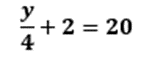 y/4 + 2 = 20